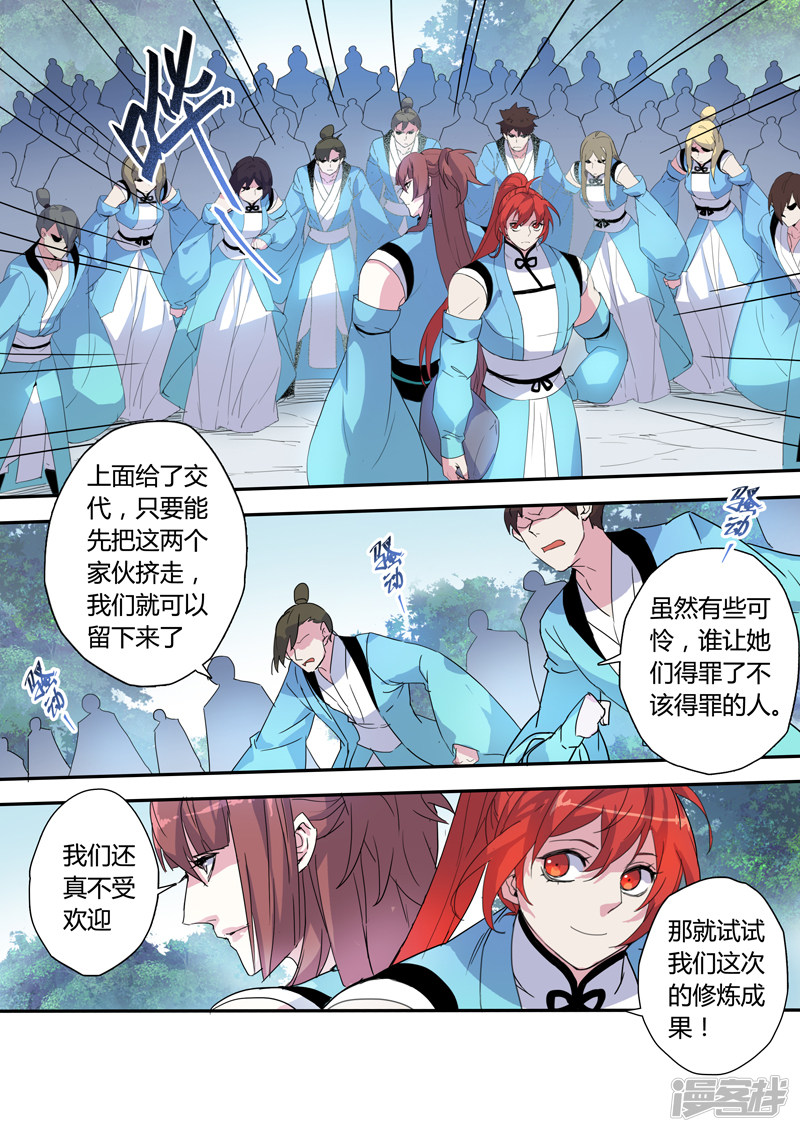 哗
上面给了交
代，只要能
先把这两个
家伙挤走，
我们就可以
留下来了
骚动
骚动
骚动
虽然有些可
怜，谁让她
们得罪了不
该得罪的人。
我们还
真不受
欢迎
那就试试
我们这次
的修炼成
果！
漫客栈